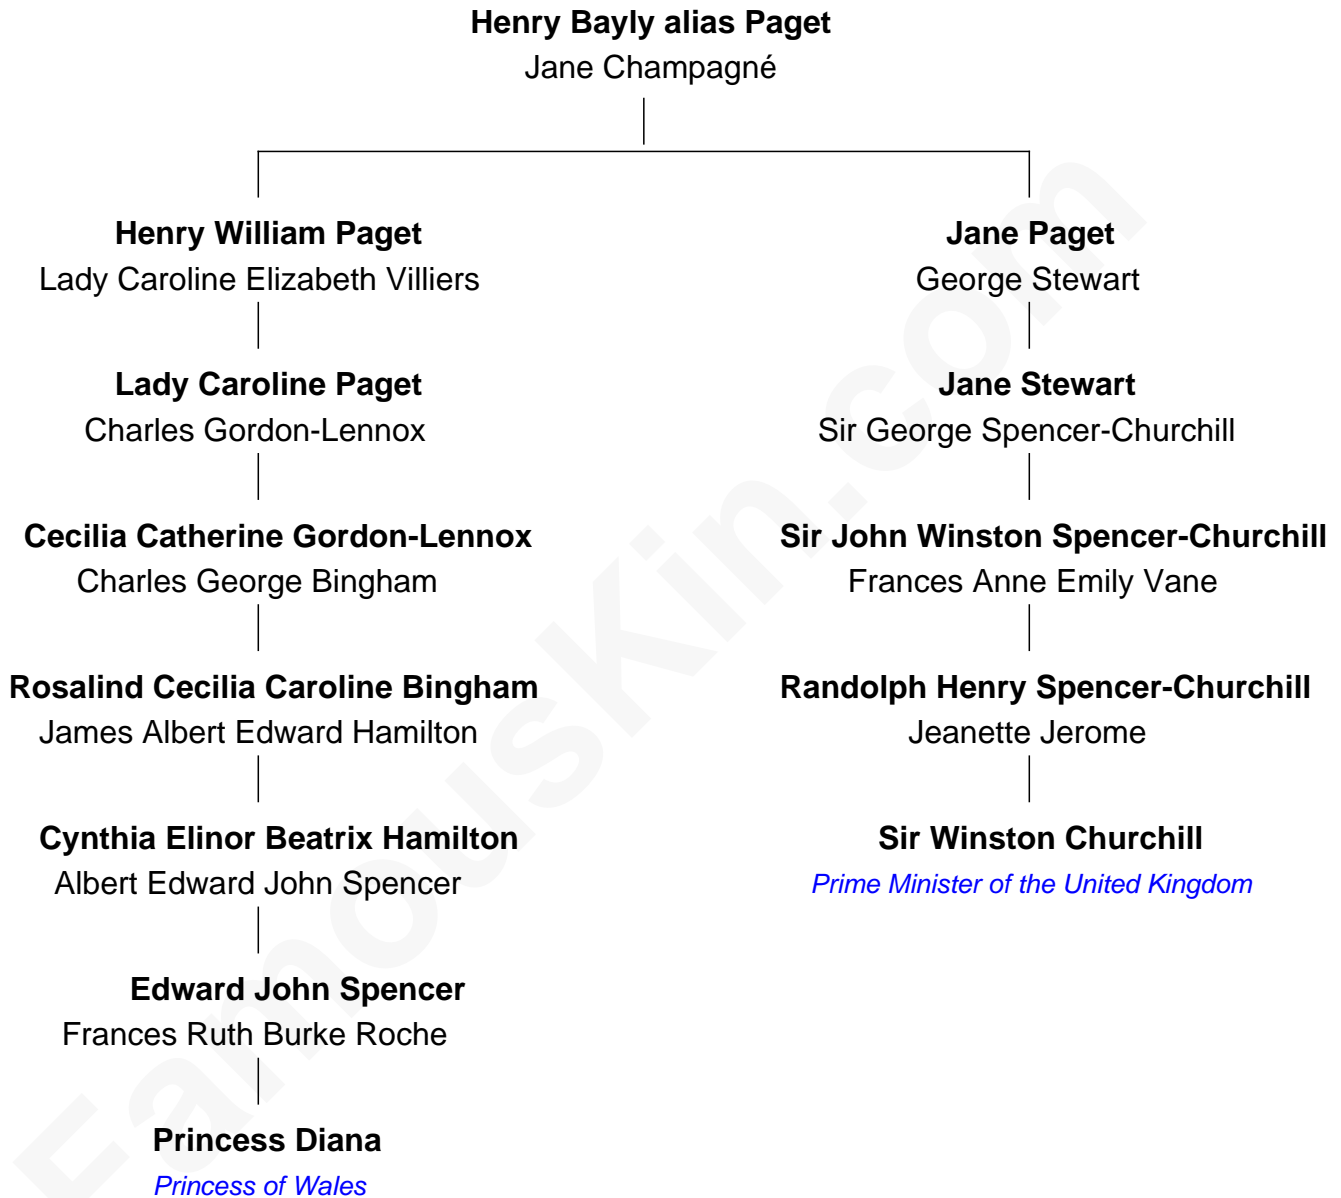 Henry Bayly alias Paget
Jane Champagné
Henry William Paget
Lady Caroline Elizabeth Villiers
Jane Paget
George Stewart
Lady Caroline Paget
Charles Gordon-Lennox
Jane Stewart
Sir George Spencer-Churchill
Cecilia Catherine Gordon-Lennox
Charles George Bingham
Sir John Winston Spencer-Churchill
Frances Anne Emily Vane
Rosalind Cecilia Caroline Bingham
James Albert Edward Hamilton
Randolph Henry Spencer-Churchill
Jeanette Jerome
Cynthia Elinor Beatrix Hamilton
Albert Edward John Spencer
Sir Winston Churchill
Prime Minister of the United Kingdom
Edward John Spencer
Frances Ruth Burke Roche
Princess Diana
Princess of Wales
FamousKin.com